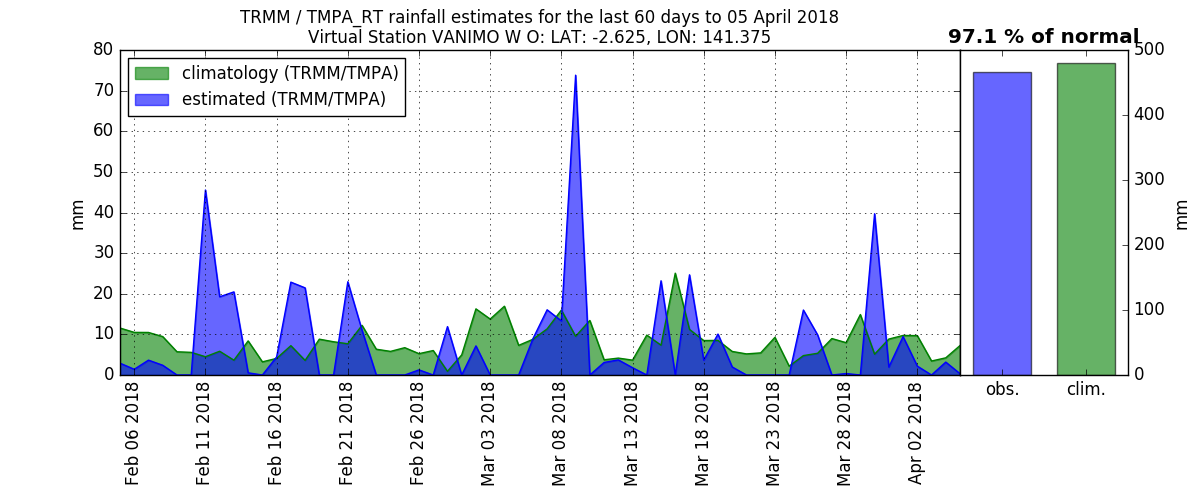 TRMM / TMPA_RT rainfall estimates for the last 60 days to 05 April 2018
Virtual Station VANIMO W O: LAT: -2.625, LON: 141.375
97.1 % of normal
climatology (TRMM/TMPA)
estimated (TRMM/TMPA)
80
70
60
50
40
30
20
10
0
mm
Feb 06 2018
Feb 11 2018
Feb 16 2018
Feb 21 2018
Feb 26 2018
Mar 03 2018
Mar 08 2018
Mar 13 2018
Mar 18 2018
Mar 23 2018
Mar 28 2018
Apr 02 2018
obs.
clim.
500
400
300
200
100
0
mm